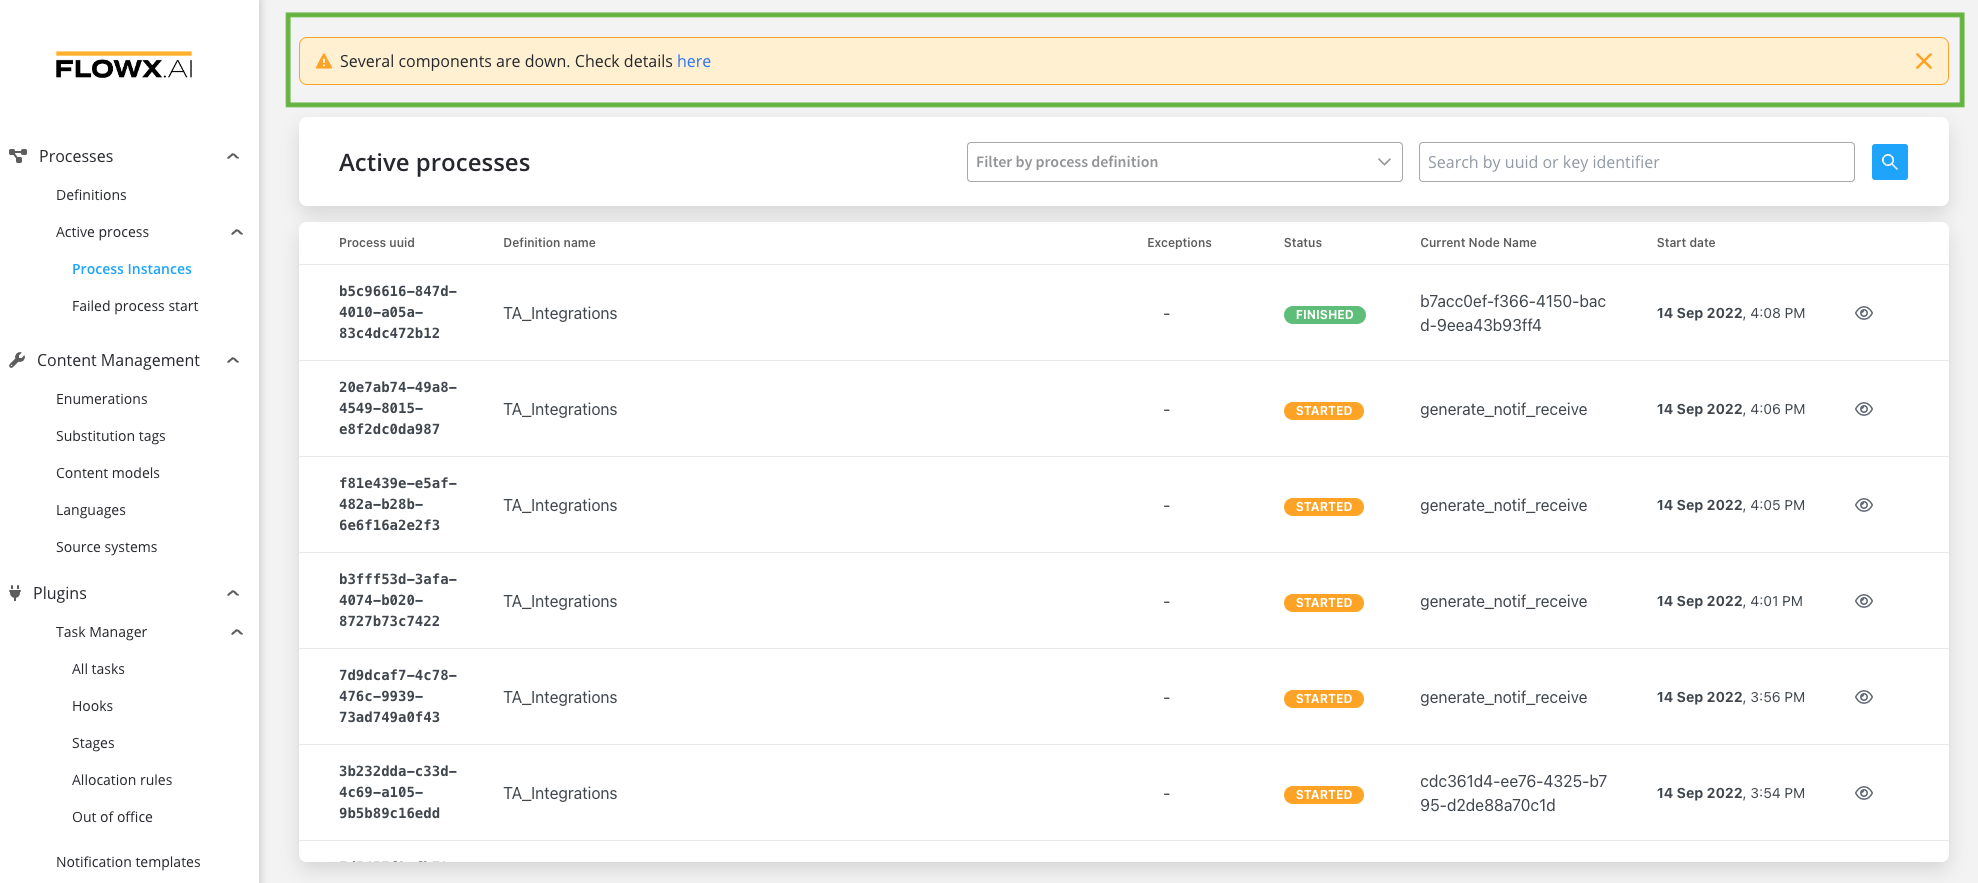 FLOWX.AI
Processes
Definitions
Active process
Process Instances
Failed process start
Content Management
Enumerations
Substitution tags
Content models
Languages
Source systems
Plugins
Task Manager
All tasks
Hooks
Stages
Allocation rules
Out of office
Notification templates
Several components are down. Check details here
Active processes
Filter by process definition
Search by uuid or key identifier
Process uuid Definition name Exceptions Status Current Node Name Start date
b5c96616-847d-
4010-a05a-
83c4dc472b12
TA_Integrations
-
FINISHED
b7acc0ef-f366-4150-bac
d-9eea43b93ff4
14 Sep 2022, 4:08 PM
20e7ab74-49a8-
4549-8015-
e8f2dc0da987
TA_Integrations
-
STARTED
generate_notif_receive
14 Sep 2022, 4:06 PM
f81e439e-e5af-
482a-b28b-
6e6f16a2e2f3
TA_Integrations
-
STARTED
generate_notif_receive
14 Sep 2022, 4:05 PM
b3fff53d-3afa-
4074-b020-
8727b73c7422
TA_Integrations
-
STARTED
generate_notif_receive
14 Sep 2022, 4:01 PM
7d9dcaf7-4c78-
476c-9939-
73ad749a0f43
TA_Integrations
-
STARTED
generate_notif_receive
14 Sep 2022, 3:56 PM
3b232dda-c33d-
4c69-a105-
9b5b89c16edd
TA_Integrations
-
STARTED
cdc361d4-ee76-4325-b7
95-d2de88a70c1d
14 Sep 2022, 3:54 PM